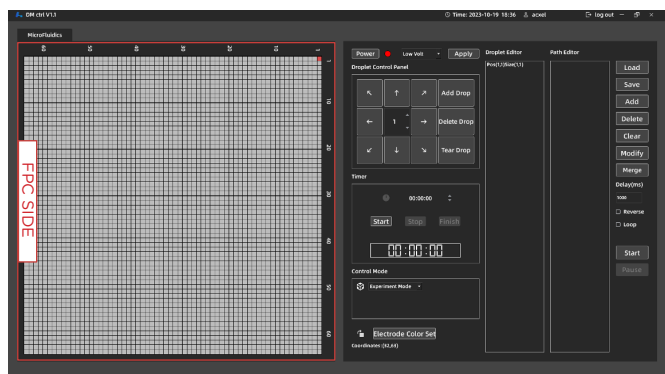 DM ctrl V1.1
Time: 2023-10-19 18:36 acxel log out
MicroFluidics
60 50 40 30 20 10 1
1
10
20
30
40
50
60
FPC SIDE
Power Low Volt Apply
Droplet Control Panel
Add Drop
1
Delete Drop
Tear Drop
Timer
00:00:00
Start Stop Finish
00:00:00
Control Mode
Experiment Mode
Electrode Color Set
Coordinates:(52,64)
Droplet Editor
Pos(1,1)Size(1,1)
Path Editor
Load
Save
Add
Delete
Clear
Modify
Merge
Delay(ms)
1000
Reverse
Loop
Start
Pause